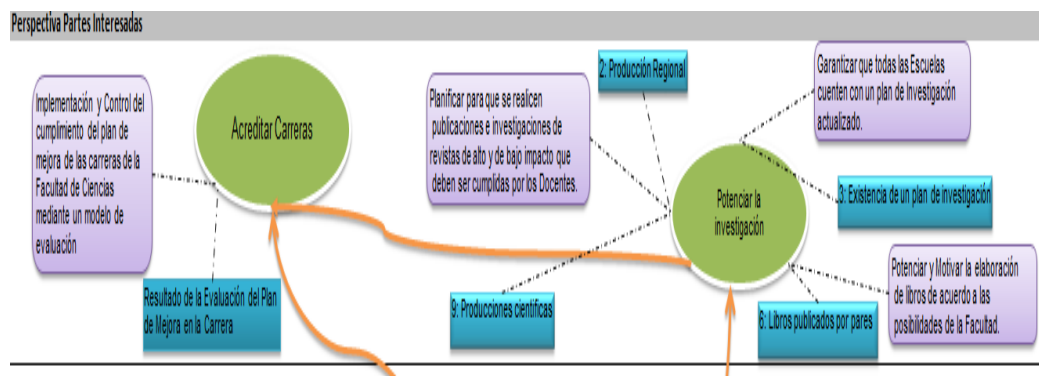 Perspectiva Partes Interesadas
Implementación y Control del
cumplimiento del plan de
mejora de las carreras de la
Facultad de Ciencias
mediante un modelo de
evaluación
Acreditar Carreras
Resultado de la Evaluación del Plan
de Mejora en la Carrera
Planificar para que se realicen
publicaciones e investigaciones de
revistas de alto y de bajo impacto que
deben ser cumplidas por los Docentes.
2: Producción Regional
9: Producciones científicas
Potenciar la
investigación
Garantizar que todas las Escuelas
cuenten con un plan de Investigación
actualizado.
3: Existencia de un plan de investigación
6: Libros publicados por pares
Potenciar y Motivar la elaboración
de libros de acuerdo a las
posibilidades de la Facultad.